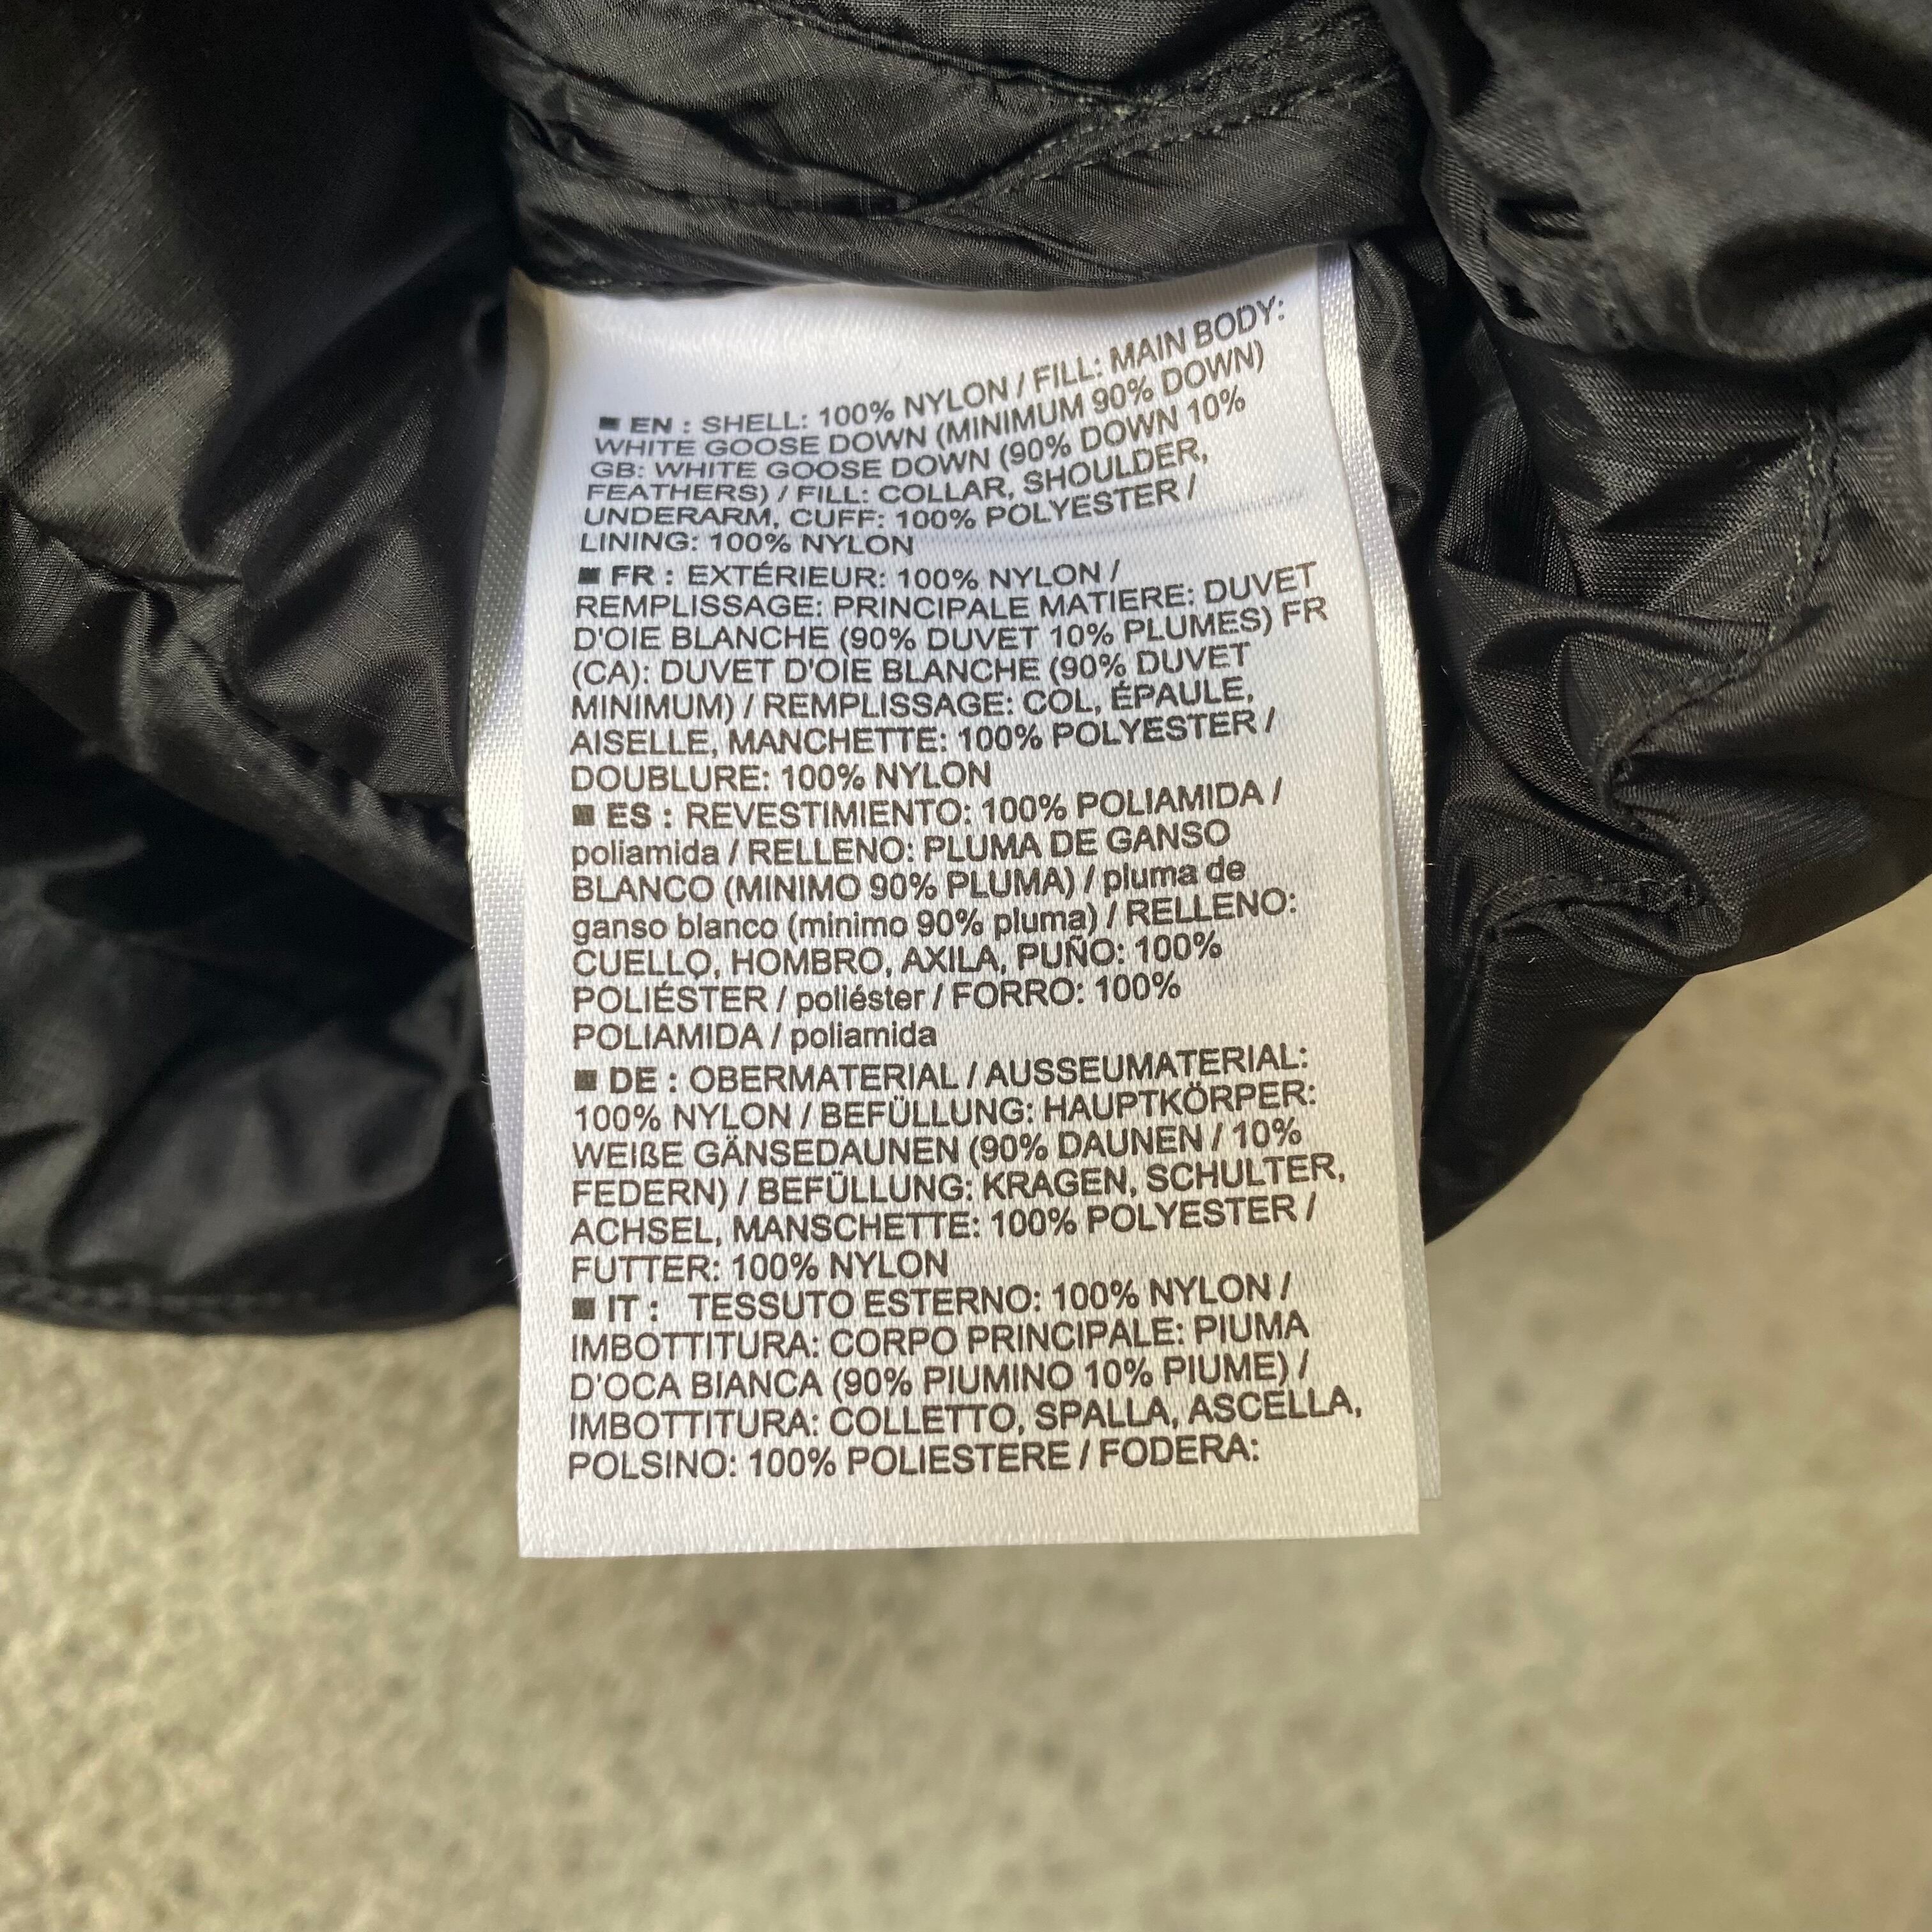 ■ EN : SHELL: 100% NYLON / FILL: MAIN BODY:
WHITE GOOSE DOWN (MINIMUM 90% DOWN)
GB: WHITE GOOSE DOWN (90% DOWN 10%
FEATHERS) / FILL: COLLAR, SHOULDER,
UNDERARM, CUFF: 100% POLYESTER /
LINING: 100% NYLON
■ FR : EXTÉRIEUR: 100% NYLON /
REMPLISSAGE: PRINCIPALE MATIERE: DUVET
D'OIE BLANCHE (90% DUVET 10% PLUMES) FR
(CA): DUVET D'OIE BLANCHE (90% DUVET
MINIMUM) / REMPLISSAGE: COL, ÉPAULE,
AISELLE, MANCHETTE: 100% POLYESTER /
DOUBLURE: 100% NYLON
■ ES : REVESTIMIENTO: 100% POLIAMIDA /
poliamida / RELLENO: PLUMA DE GANSO
BLANCO (MINIMO 90% PLUMA) / pluma de
ganso blanco (minimo 90% pluma) / RELLENO:
CUELLO, HOMBRO, AXILA, PUÑO: 100%
POLIÉSTER / poliéster / FORRO: 100%
POLIAMIDA / poliamida
■ DE : OBERMATERIAL / AUSSEUMATERIAL:
100% NYLON / BEFÜLLUNG: HAUPTKÖRPER:
WEIßE GÄNSEDAUNEN (90% DAUNEN / 10%
FEDERN) / BEFÜLLUNG: KRAGEN, SCHULTER,
ACHSEL, MANSCHETTE: 100% POLYESTER /
FUTTER: 100% NYLON
■ IT : TESSUTO ESTERNO: 100% NYLON /
IMBOTTITURA: CORPO PRINCIPALE: PIUMA
D'OCA BIANCA (90% PIUMINO 10% PIUME) /
IMBOTTITURA: COLLETTO, SPALLA, ASCELLA,
POLSINO: 100% POLIESTERE / FODERA: